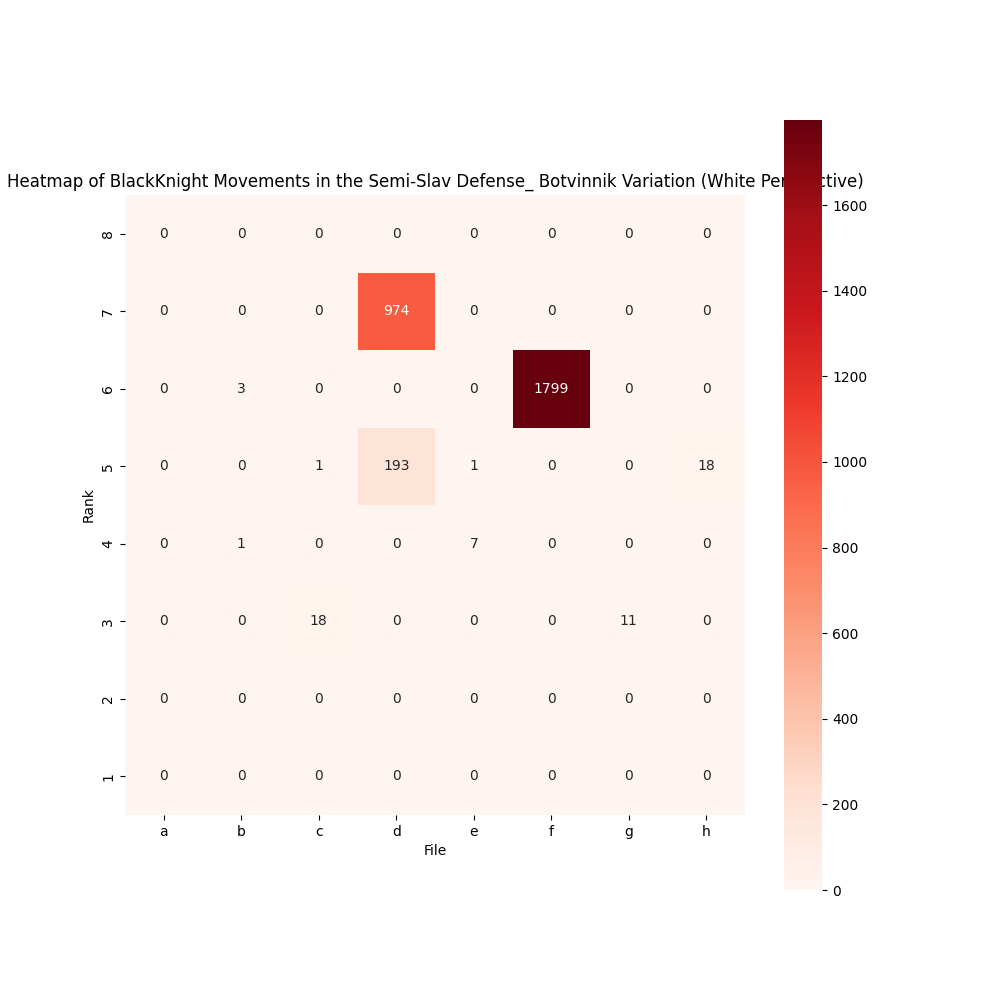 Heatmap of BlackKnight Movements in the Semi-Slav Defense_ Botvinnik Variation (White Per ctive)
1600
1400
1200
1000
800
600
400
200
0
8 0 0 0 0 0 0 0 0
7 0 0 0 974 0 0 0 0
6 0 3 0 0 0 1799 0 0
5 0 0 1 193 1 0 0 18
4 0 1 0 0 7 0 0 0
3 0 0 18 0 0 0 11 0
2 0 0 0 0 0 0 0 0
1 0 0 0 0 0 0 0 0
Rank
a b c d e f g h
File